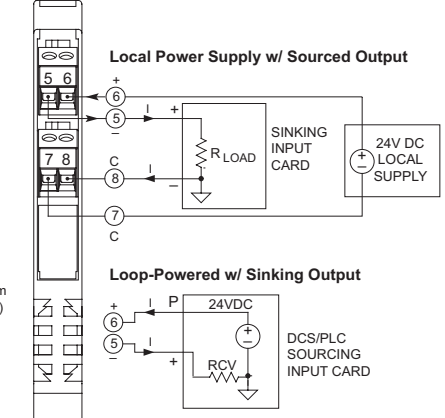 Local Power Supply w/ Sourced Output
5 6
+
6
5
–
I
+
R LOAD
SINKING
INPUT
CARD
24V DC
LOCAL
SUPPLY
+
–
7 8
C
8
I
–
7
C
Loop-Powered w/ Sinking Output
m
)
+
6
I
P
24VDC
+
–
5
–
I
+
RCV
DCS/PLC
SOURCING
INPUT CARD